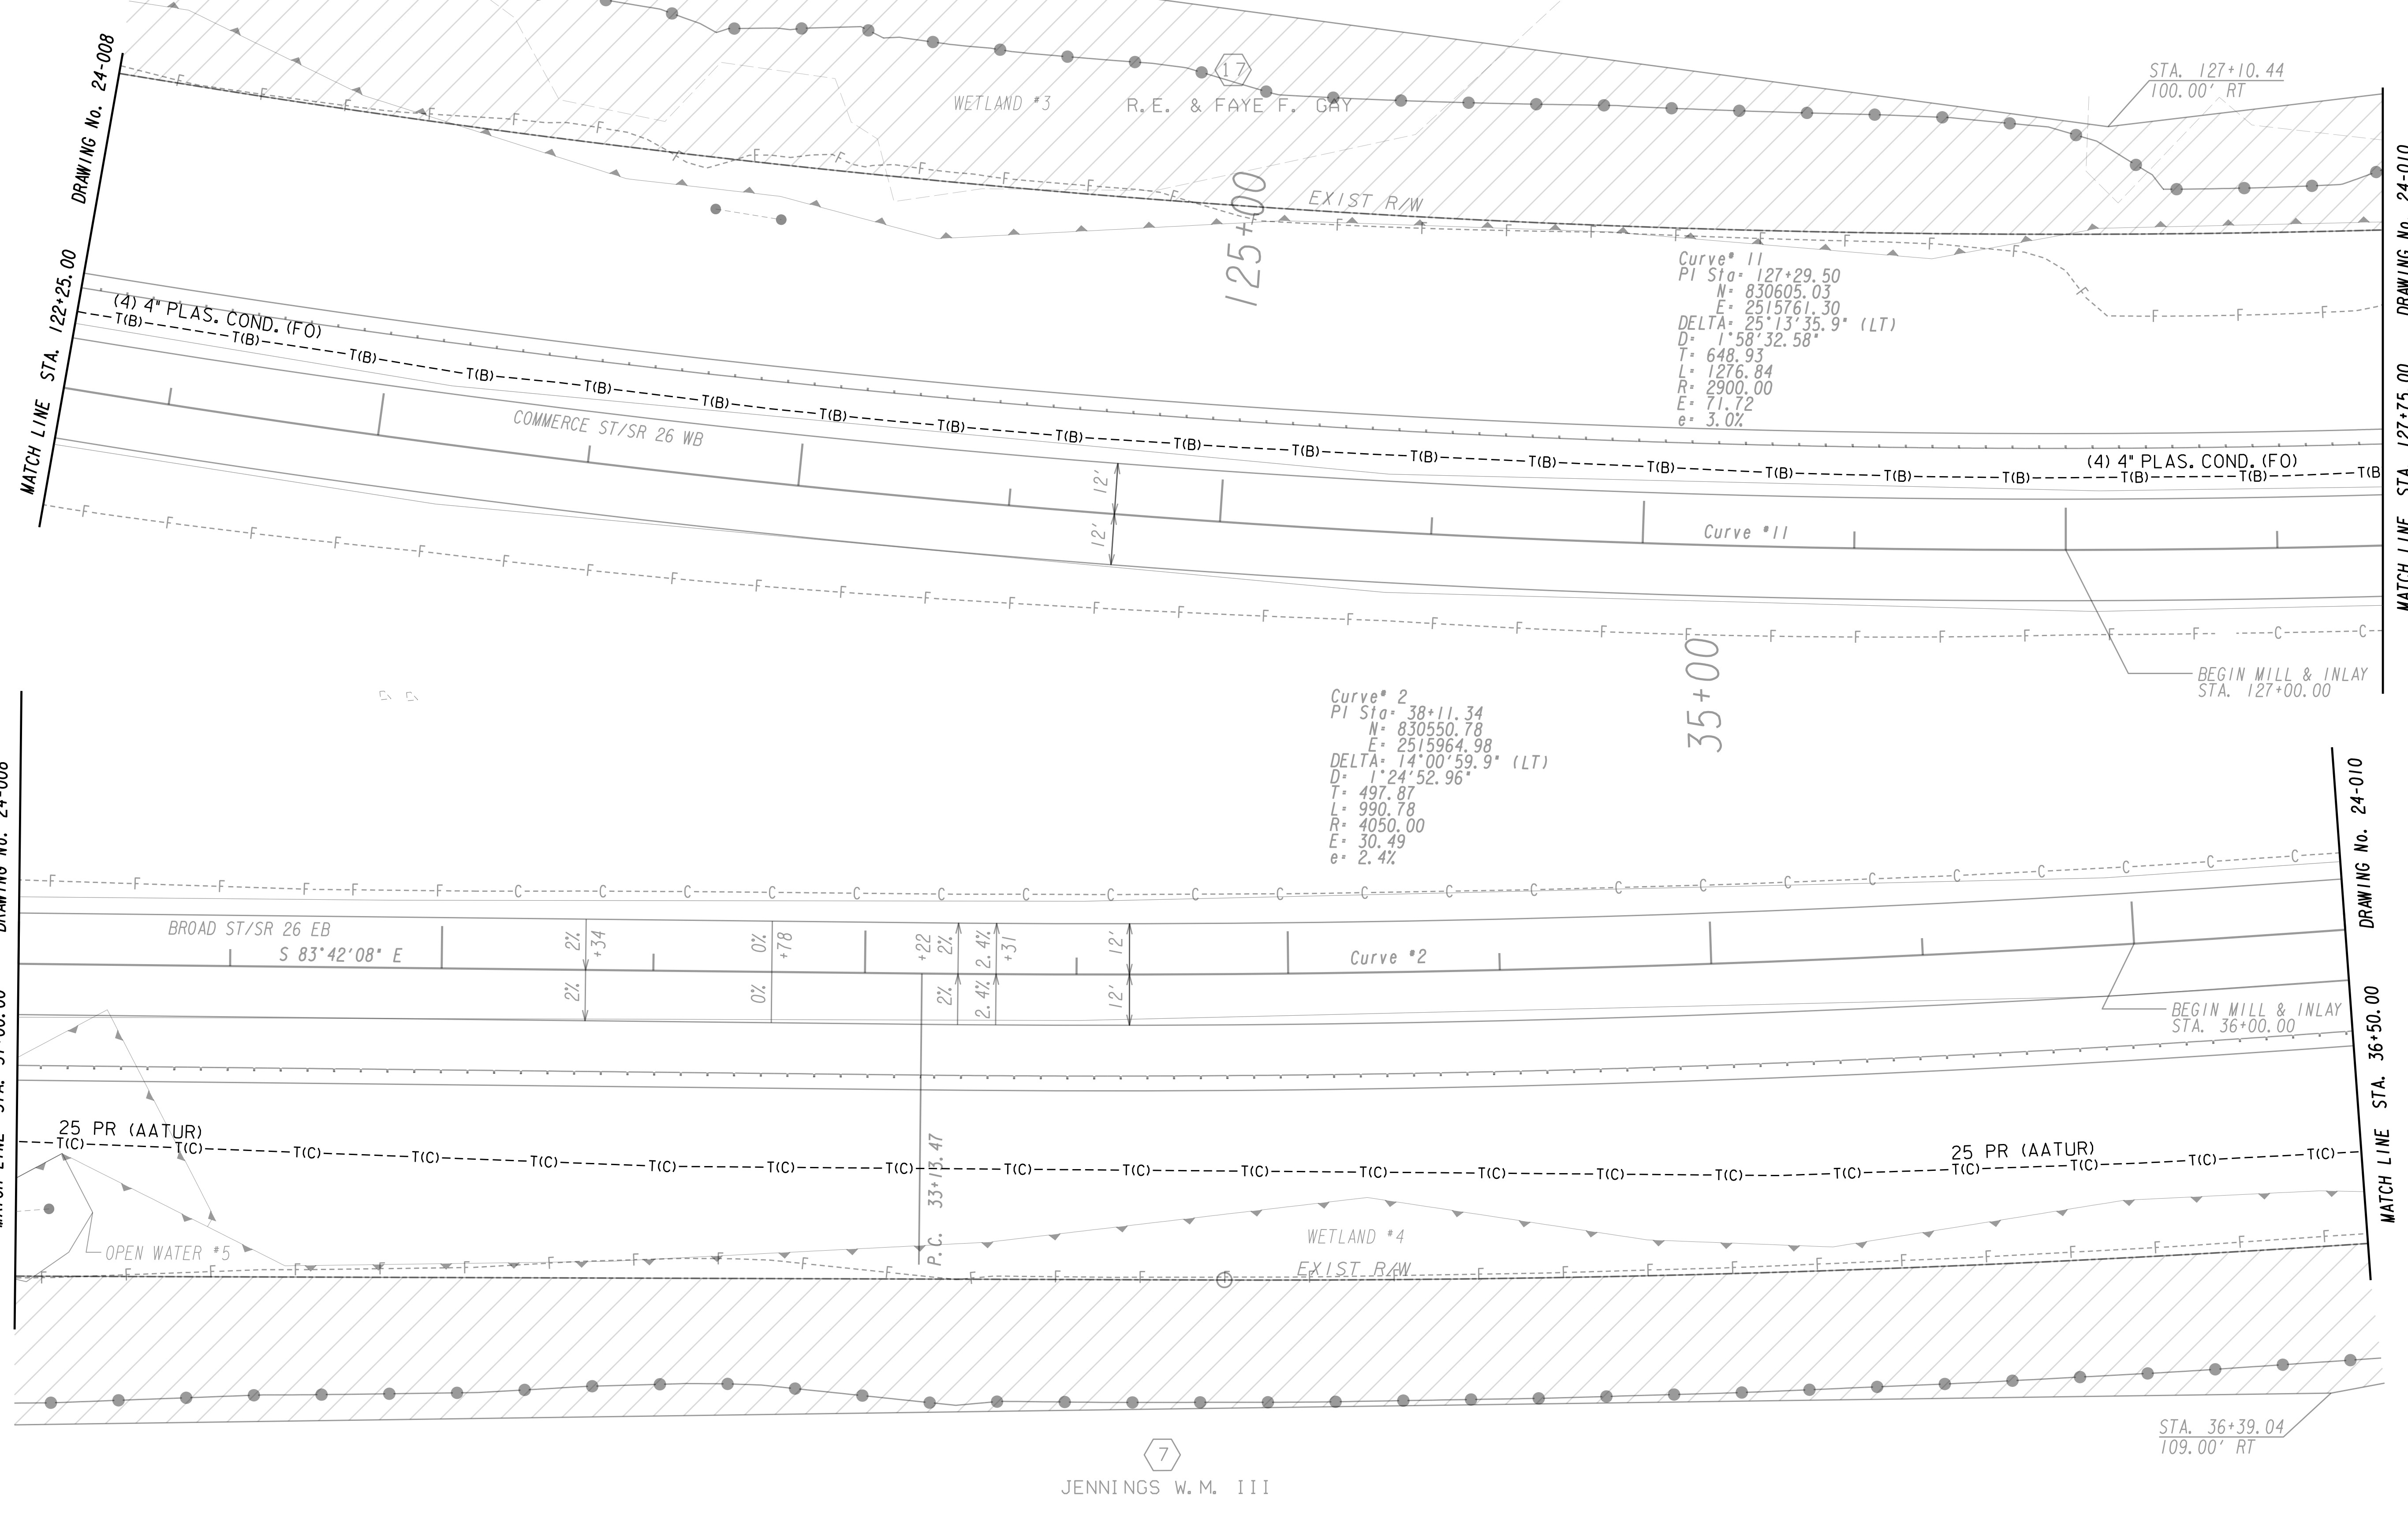 DRAWING No. 24-008
MATCH LINE STA. 122+25.00
WETLAND #3
17
R.E. & FAYE F. GAY
STA. 127+10.44
100.00' RT
DRAWING No. 24-010
MATCH LINE STA. 127+75.00
EXIST R/W
125+00
Curve# 11
PI Sta= 127+29.50
N= 830605.03
E= 2515761.30
DELTA= 25°13'35.9" (LT)
D= 1°58'32.58"
T= 648.93
L= 1276.84
R= 2900.00
E= 71.72
e= 3.0%
(4) 4" PLAS. COND. (FO)
(4) 4" PLAS. COND. (FO)
COMMERCE ST/SR 26 WB
12'
12'
Curve #11
BEGIN MILL & INLAY
STA. 127+00.00
35+00
Curve# 2
PI Sta= 38+11.34
N= 830550.78
E= 2515964.98
DELTA= 14°00'59.9" (LT)
D= 1°24'52.96"
T= 497.87
L= 990.78
R= 4050.00
E= 30.49
e= 2.4%
DRAWING No. 24-008
DRAWING No. 24-010
MATCH LINE STA. 36+50.00
BROAD ST/SR 26 EB
S 83°42'08" E
2%
+34
2%
0%
+78
0%
+22
2%
2%
2.4%
+31
2.4%
12'
12'
Curve #2
BEGIN MILL & INLAY
STA. 36+00.00
25 PR (AATUR)
25 PR (AATUR)
P.C. 33+13.47
OPEN WATER #5
WETLAND #4
EXIST R/W
STA. 36+39.04
109.00' RT
7
JENNINGS W.M. III